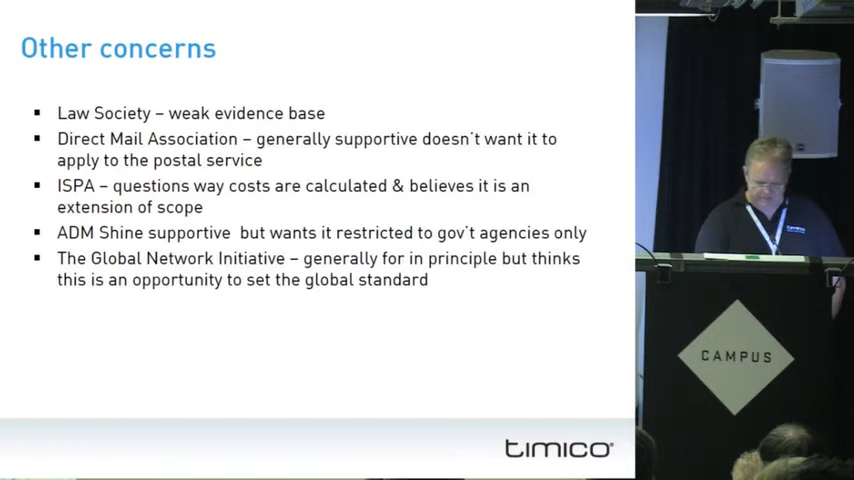 Other concerns
▪ Law Society – weak evidence base
▪ Direct Mail Association – generally supportive doesn't want it to
apply to the postal service
▪ ISPA – questions way costs are calculated & believes it is an
extension of scope
▪ ADM Shine supportive but wants it restricted to gov't agencies only
▪ The Global Network Initiative – generally for in principle but thinks
this is an opportunity to set the global standard
timico
CAMPUS